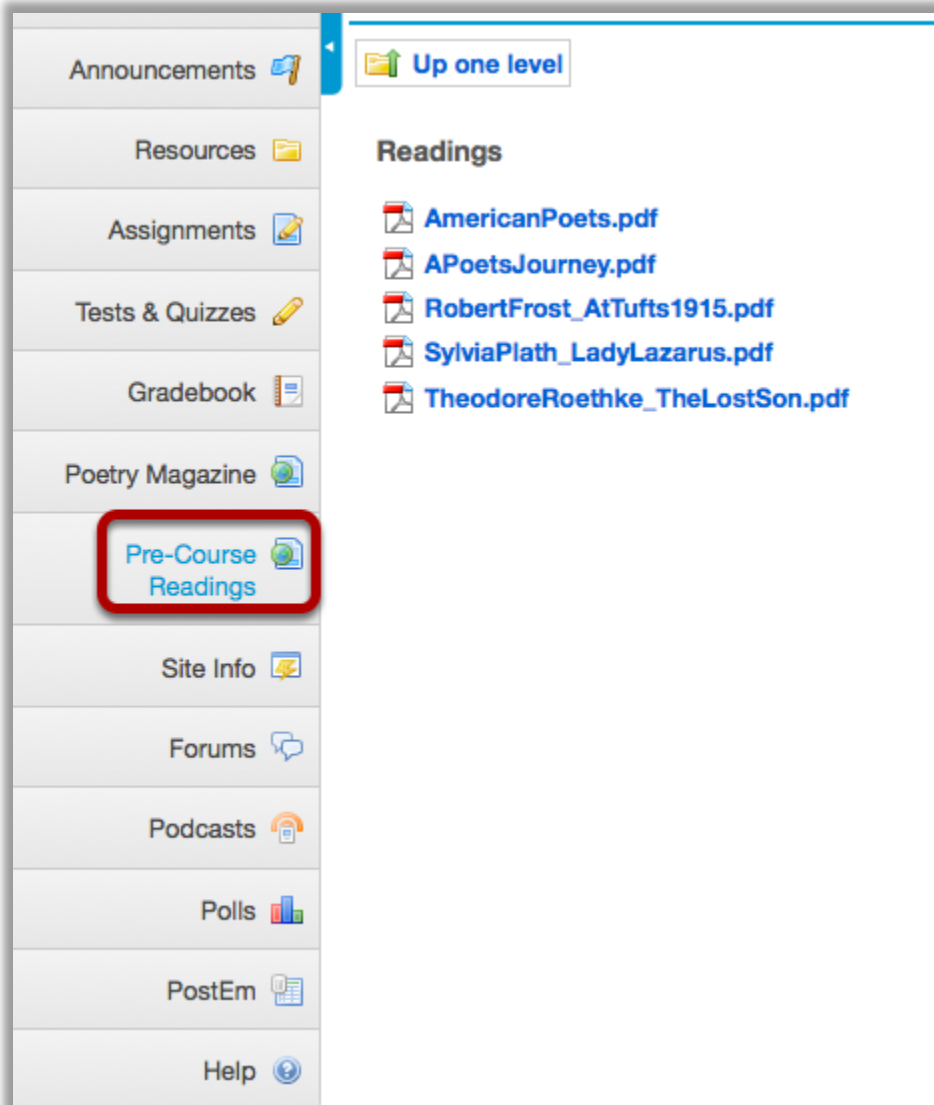 Announcements
Resources
Assignments
Tests & Quizzes
Gradebook
Poetry Magazine
Pre-Course
Readings
Site Info
Forums
Podcasts
Polls
PostEm
Help
Up one level
Readings
AmericanPoets.pdf
APoetsJourney.pdf
RobertFrost_AtTufts1915.pdf
SylviaPlath_LadyLazarus.pdf
TheodoreRoethke_TheLostSon.pdf